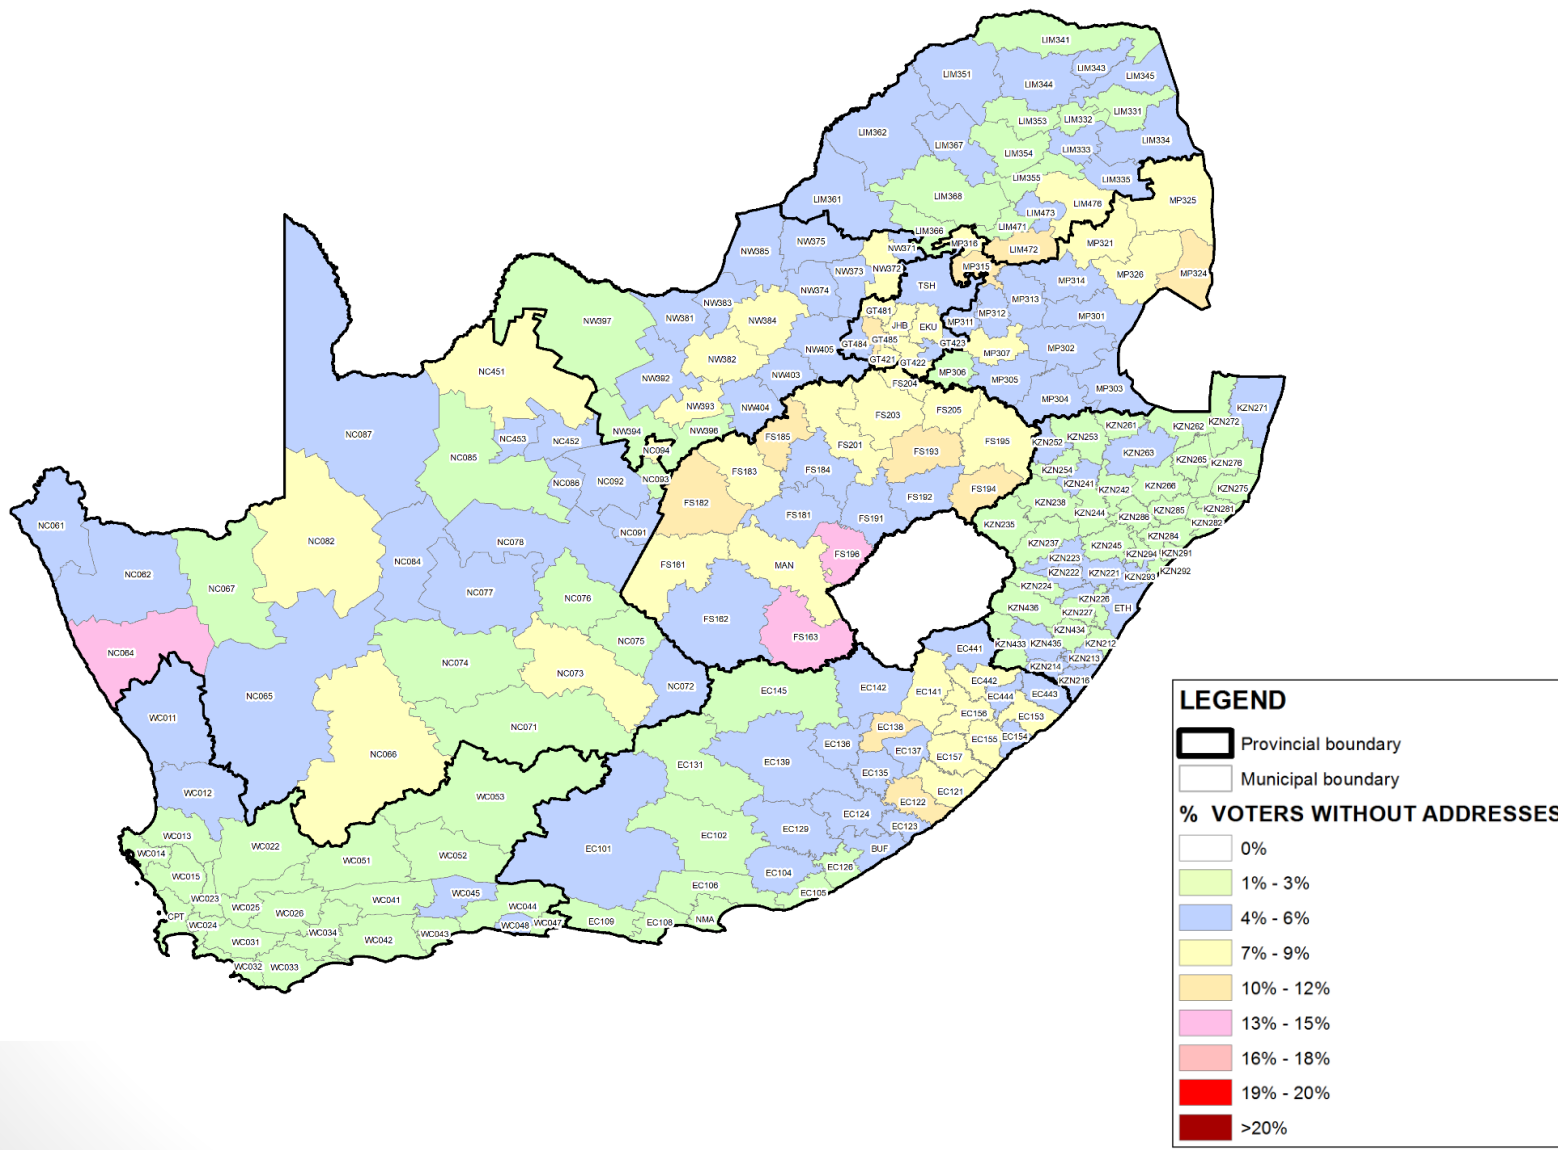 LIM341
LIM351
LIM344
LIM343
LIM345
LIM331
LIM353
LIM332
LIM362
LIM367
LIM354
LIM333
LIM334
LIM355
LIM335
LIM361
LIM368
LIM476
MP325
LIM473
LIM366
LIM471
NW385
NW375
NW371
MP316
LIM472
MP321
NW373
NW372
MP315
MP326
MP324
TSH
MP314
NW374
NW383
MP313
NW397
NW381
NW384
GT481
MP312
MP301
JHB
EKU
MP311
GT485
GT484
GT423
NW405
MP307
MP302
NW382
GT421
GT422
NC451
NW392
NW403
MP306
MP305
FS204
MP303
MP304
NW393
NW404
FS203
FS205
KZN271
NC087
NC453
NC452
NW394
NW396
FS185
FS201
FS195
KZN252
KZN253
KZN261
KZN262
KZN272
NC085
NC094
FS193
KZN263
KZN265
KZN276
FS183
FS184
KZN254
NC086
NC092
NC093
KZN241
KZN242
KZN266
KZN275
FS182
FS192
FS194
KZN238
NC061
FS181
FS191
KZN235
KZN244
KZN286
KZN285
KZN281
KZN282
NC082
NC078
NC091
KZN237
KZN245
KZN284
NC084
FS196
KZN223
KZN294
KZN291
NC062
FS161
MAN
KZN222
KZN221
KZN293
KZN292
NC067
NC077
NC076
KZN224
KZN226
KZN436
KZN227
ETH
FS162
FS163
KZN434
NC064
NC075
EC441
KZN433
KZN435
KZN212
NC074
KZN214
KZN213
NC073
NC072
EC145
EC142
EC141
EC442
KZN216
NC065
EC444
EC443
WC011
NC071
EC138
EC156
EC153
NC066
EC136
EC137
EC155
EC154
EC131
EC139
EC135
EC157
WC012
WC053
EC122
EC121
WC013
WC022
EC102
EC129
EC124
EC123
WC014
WC051
WC052
EC101
BUF
WC015
EC104
EC126
WC023
WC045
EC106
EC105
WC025
WC026
WC041
WC044
CPT
WC024
WC034
WC048
WC047
EC109
EC108
NMA
WC031
WC042
WC043
WC032
WC033
LEGEND
Provincial boundary
Municipal boundary
% VOTERS WITHOUT ADDRESSES
0%
1% - 3%
4% - 6%
7% - 9%
10% - 12%
13% - 15%
16% - 18%
19% - 20%
>20%